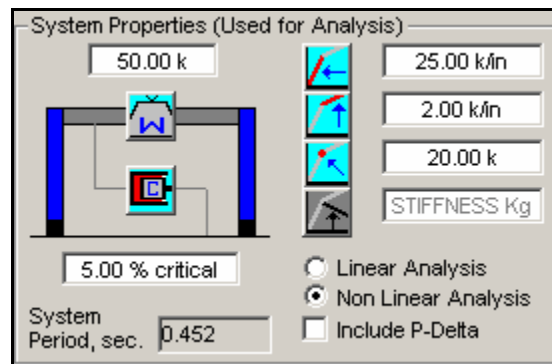 System Properties (Used for Analysis)
50.00 k
25.00 k/in
W
2.00 k/in
C
20.00 k
STIFFNESS Kg
5.00 % critical
Linear Analysis
Non Linear Analysis
System
Period, sec.
0.452
Include P-Delta